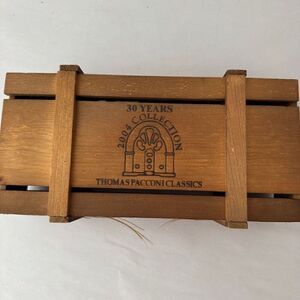 30 YEARS
2004 COLLECTION
THOMAS PACCONI CLASSICS